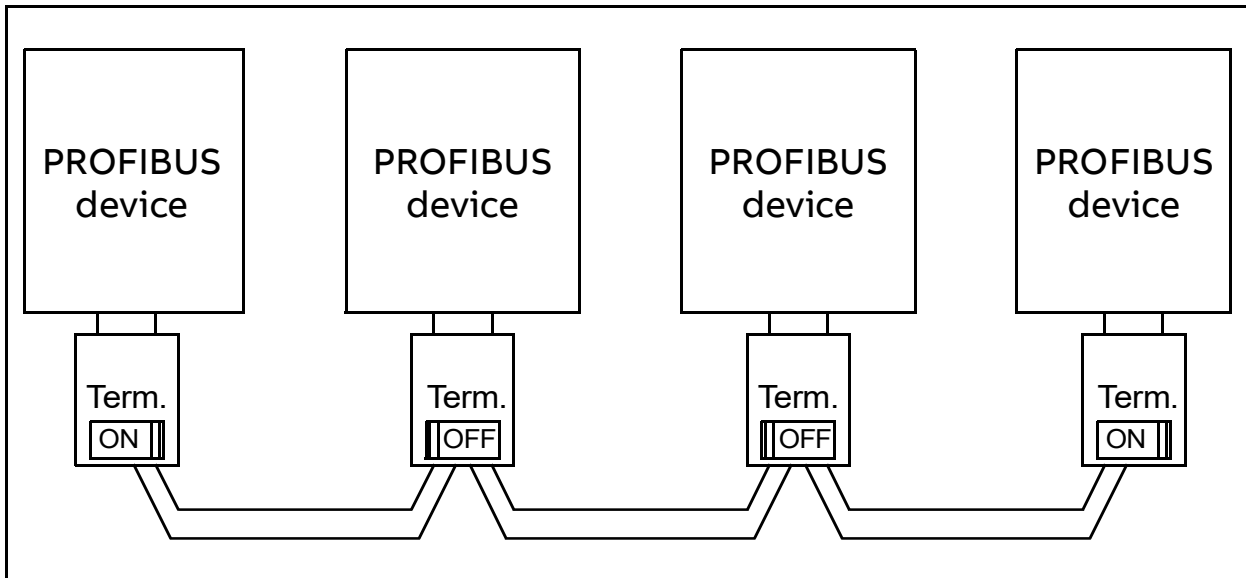 PROFIBUS
device
PROFIBUS
device
PROFIBUS
device
PROFIBUS
device
Term.
ON
Term.
OFF
Term.
OFF
Term.
ON